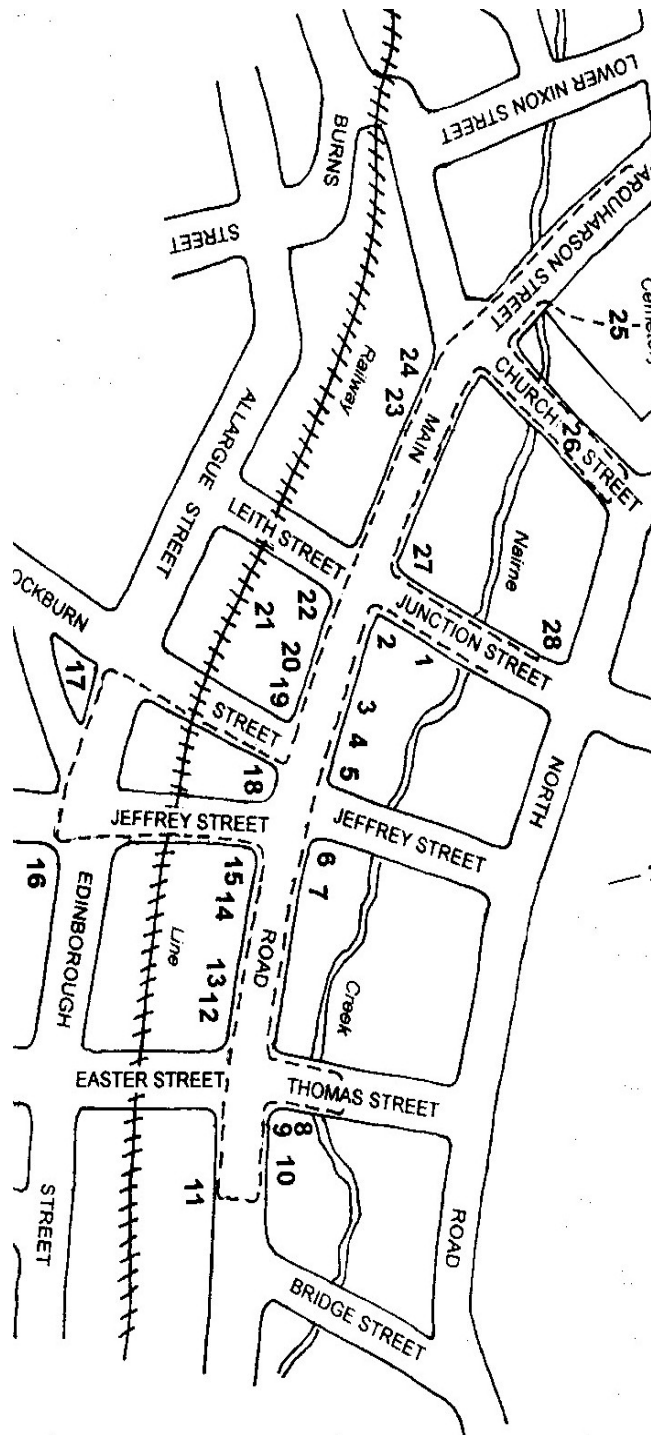 LOWER NIXON STREET
ARQUHARSON STREET
BURNS
STREET
25
24
23
Railway
CHURCH STREET
26
MAIN
ALLARGUE STREET
LEITH STREET
27
Nairne
JUNCTION STREET
28
OCKBURN
STREET
22
21
20
19
1
2
3
4
5
17
18
NORTH
JEFFREY STREET
JEFFREY STREET
6
7
15
14
13
12
16
EDINBOROUGH
Line
ROAD
Creek
EASTER STREET
THOMAS STREET
8
9
10
11
STREET
ROAD
BRIDGE STREET